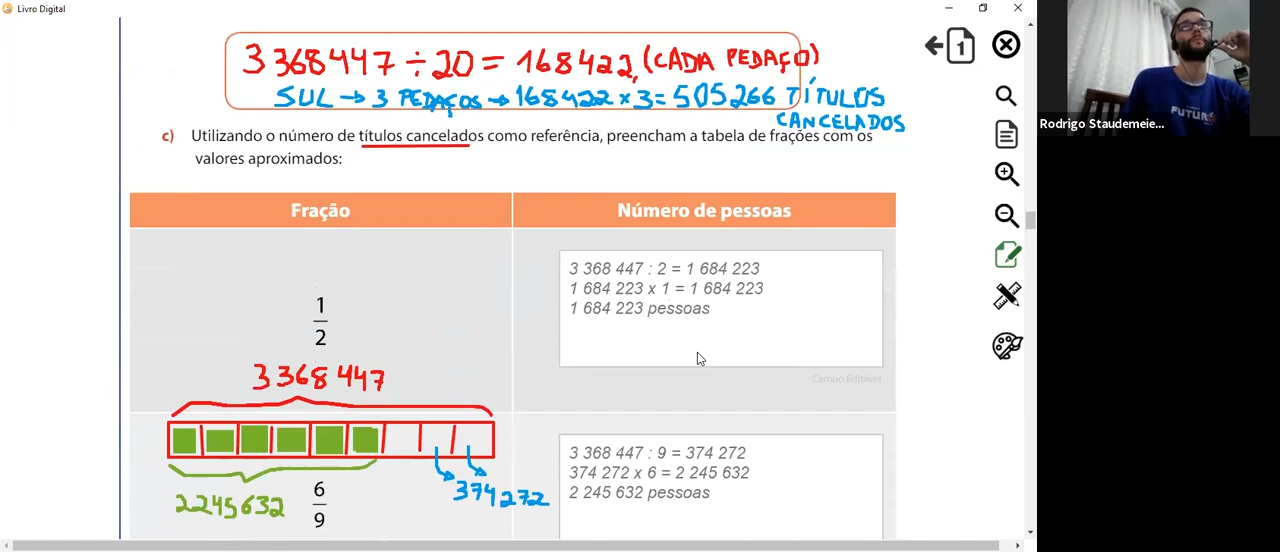 Livro Digital
3 368 447 ÷ 20 = 168 422, (CADA PEDAÇO)
SUL → 3 PEDAÇOS → 168422 x 3 = 505 266 TÍTULOS
CANCELADOS
c) Utilizando o número de títulos cancelados como referência, preencham a tabela de frações com os
valores aproximados:
Fração
Número de pessoas
1
2
3 368 447 : 2 = 1 684 223
1 684 223 x 1 = 1 684 223
1 684 223 pessoas
Campo Editável
3 368 447
374 272
2 245 632
6
9
3 368 447 : 9 = 374 272
374 272 x 6 = 2 245 632
2 245 632 pessoas
1
Rodrigo Staudemeie...
FUTUR